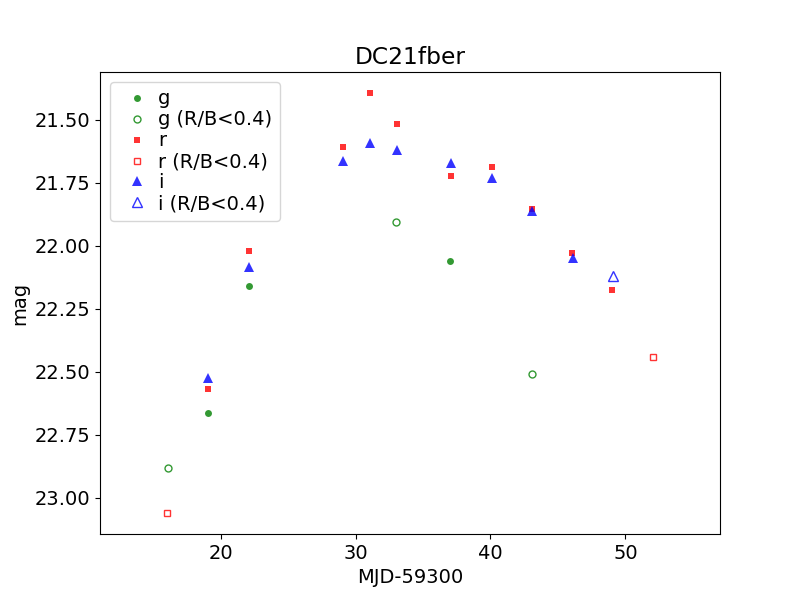 DC21fber
g
g (R/B<0.4)
r
r (R/B<0.4)
i
i (R/B<0.4)
21.50
21.75
22.00
22.25
22.50
22.75
23.00
mag
20 30 40 50
MJD-59300